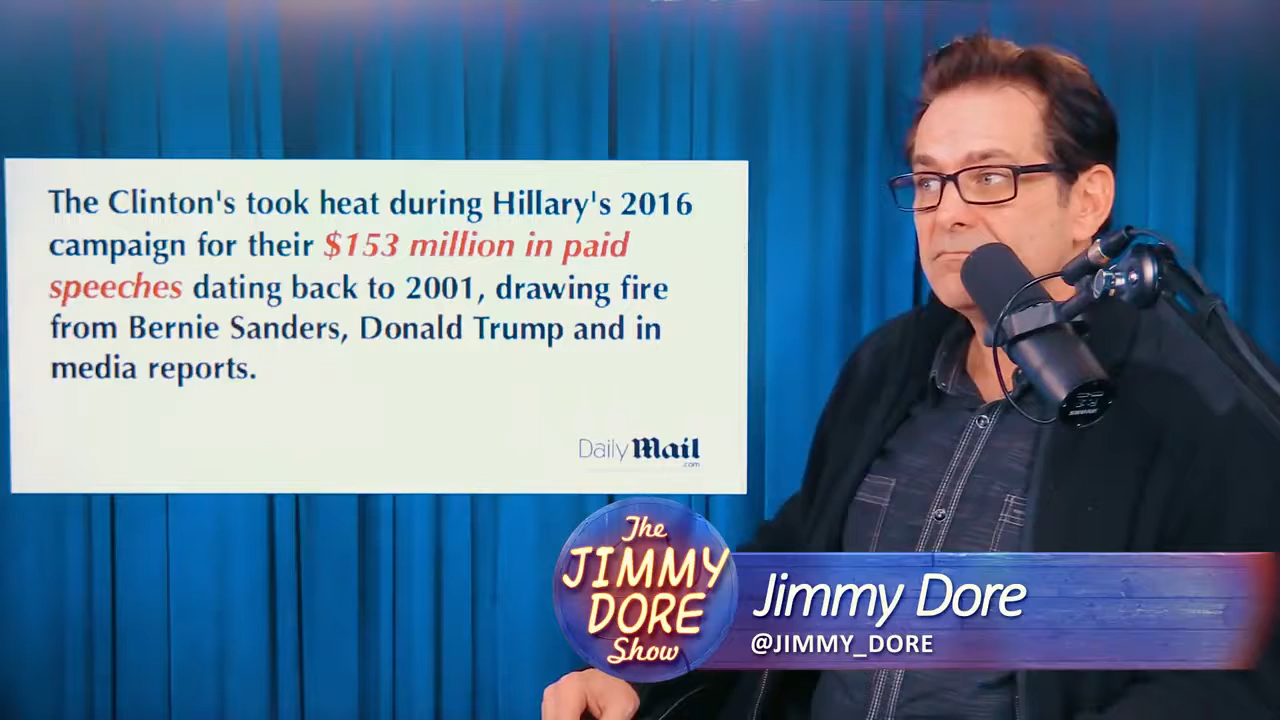 The Clinton's took heat during Hillary's 2016
campaign for their $153 million in paid
speeches dating back to 2001, drawing fire
from Bernie Sanders, Donald Trump and in
media reports.
Daily Mail
.com
The
JIMMY
DORE
Show
Jimmy Dore
@JIMMY_DORE